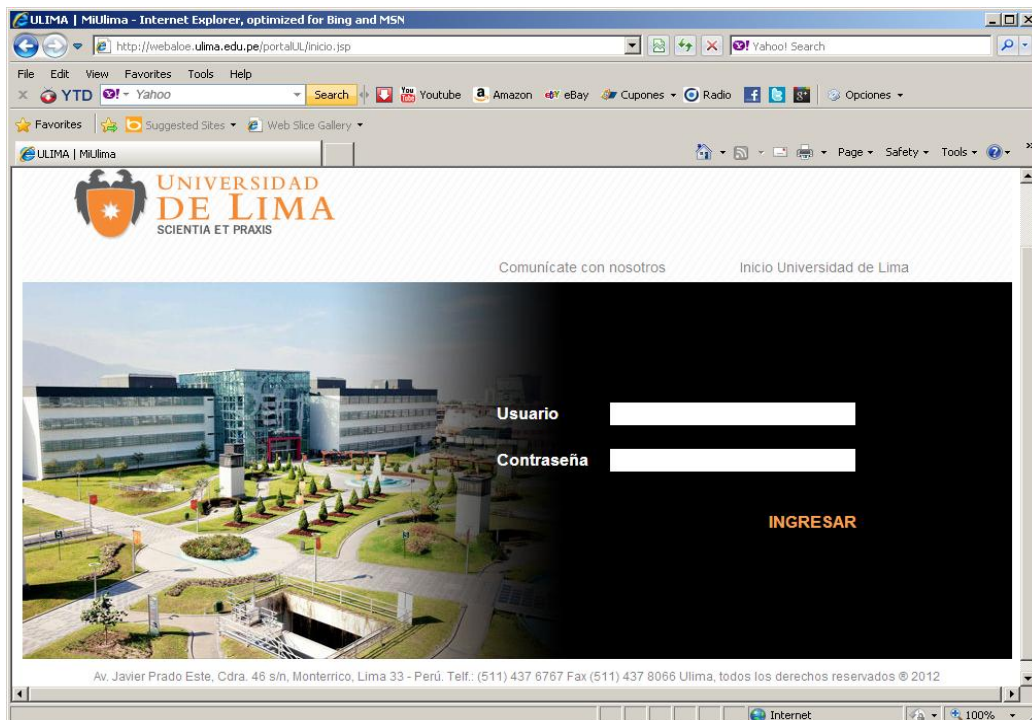 ULIMA | MiUlima - Internet Explorer, optimized for Bing and MSN
http://webaloe.ulima.edu.pe/portalUL/inicio.jsp Yahoo! Search
File Edit View Favorites Tools Help
YTD Yahoo Search Youtube Amazon eBay Cupones Radio Opciones
Favorites Suggested Sites Web Slice Gallery
ULIMA | MiUlima Page Safety Tools
UNIVERSIDAD
DE LIMA
SCIENTIA ET PRAXIS
Comunícate con nosotros Inicio Universidad de Lima
Usuario
Contraseña
INGRESAR
Av. Javier Prado Este, Cdra. 46 s/n, Monterrico, Lima 33 - Perú. Telf.: (511) 437 6767 Fax (511) 437 8066 Ulima, todos los derechos reservados ® 2012
Internet 100%